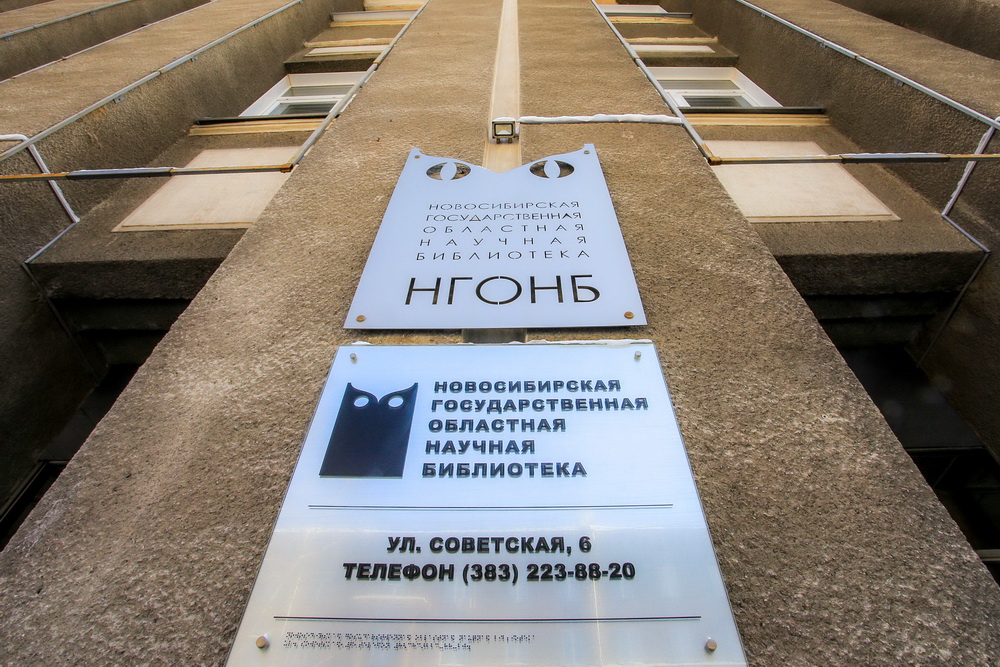 НОВОСИБИРСКАЯ
ГОСУДАРСТВЕННАЯ
ОБЛАСТНАЯ
НАУЧНАЯ
БИБЛИОТЕКА
НГОНБ
НОВОСИБИРСКАЯ
ГОСУДАРСТВЕННАЯ
ОБЛАСТНАЯ
НАУЧНАЯ
БИБЛИОТЕКА
УЛ. СОВЕТСКАЯ, 6
ТЕЛЕФОН (383) 223-88-20